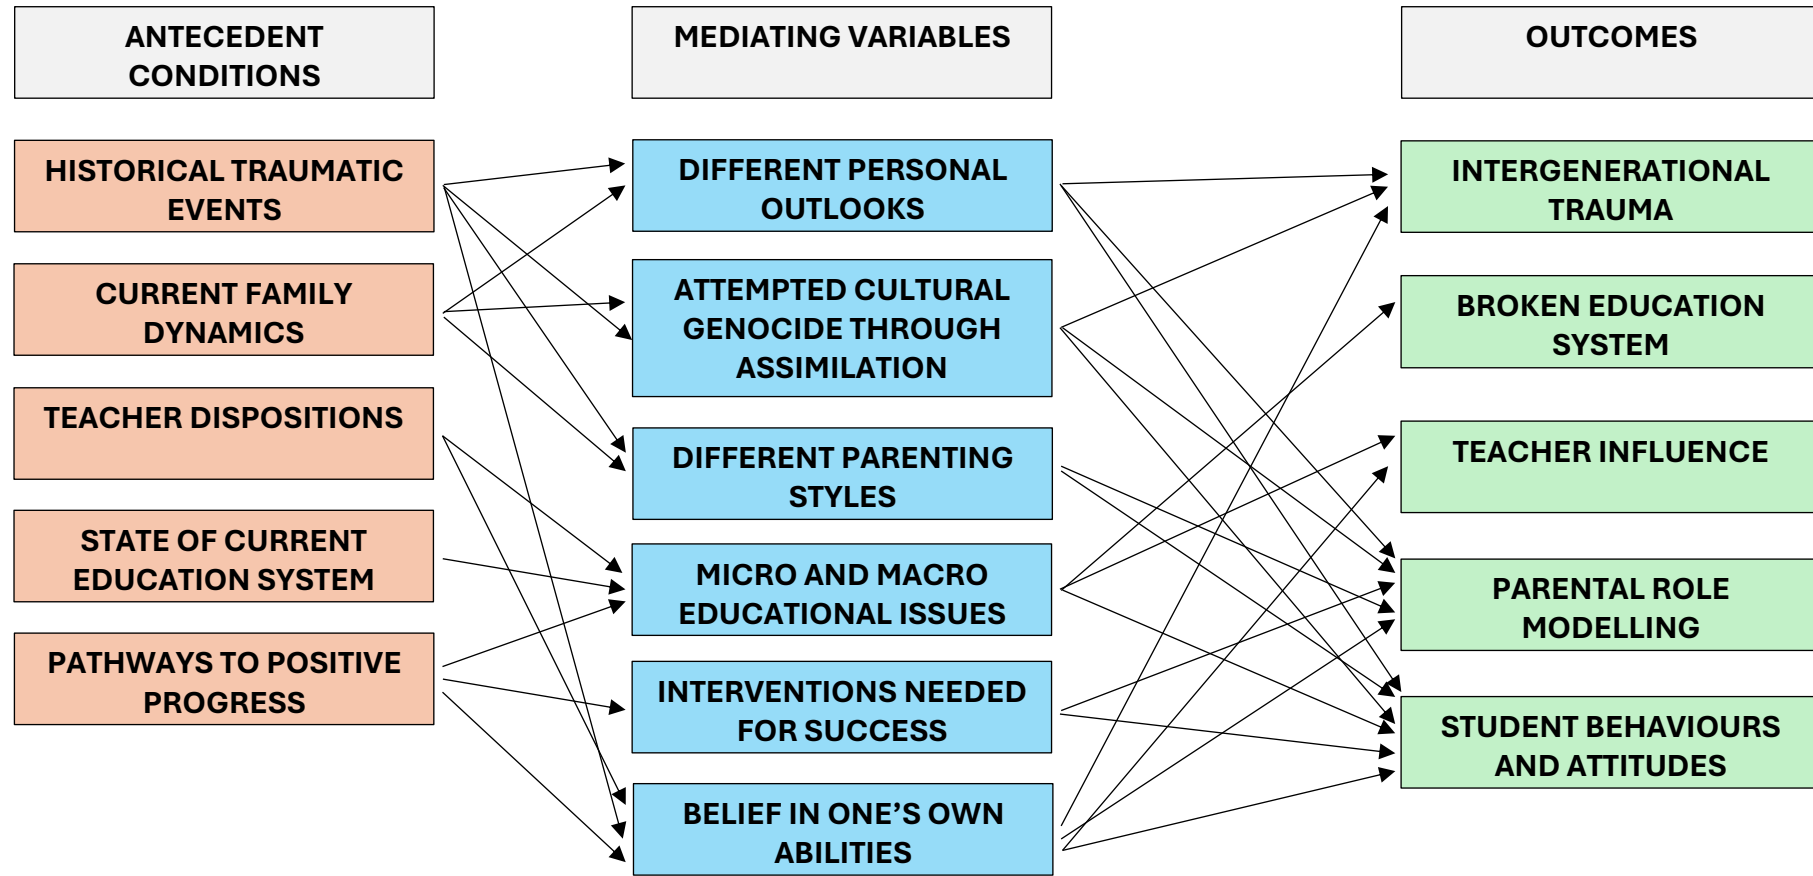 ANTECEDENT
CONDITIONS
MEDIATING VARIABLES
OUTCOMES
HISTORICAL TRAUMATIC
EVENTS
CURRENT FAMILY
DYNAMICS
TEACHER DISPOSITIONS
STATE OF CURRENT
EDUCATION SYSTEM
PATHWAYS TO POSITIVE
PROGRESS
DIFFERENT PERSONAL
OUTLOOKS
ATTEMPTED CULTURAL
GENOCIDE THROUGH
ASSIMILATION
DIFFERENT PARENTING
STYLES
MICRO AND MACRO
EDUCATIONAL ISSUES
INTERVENTIONS NEEDED
FOR SUCCESS
BELIEF IN ONE’S OWN
ABILITIES
INTERGENERATIONAL
TRAUMA
BROKEN EDUCATION
SYSTEM
TEACHER INFLUENCE
PARENTAL ROLE
MODELLING
STUDENT BEHAVIOURS
AND ATTITUDES